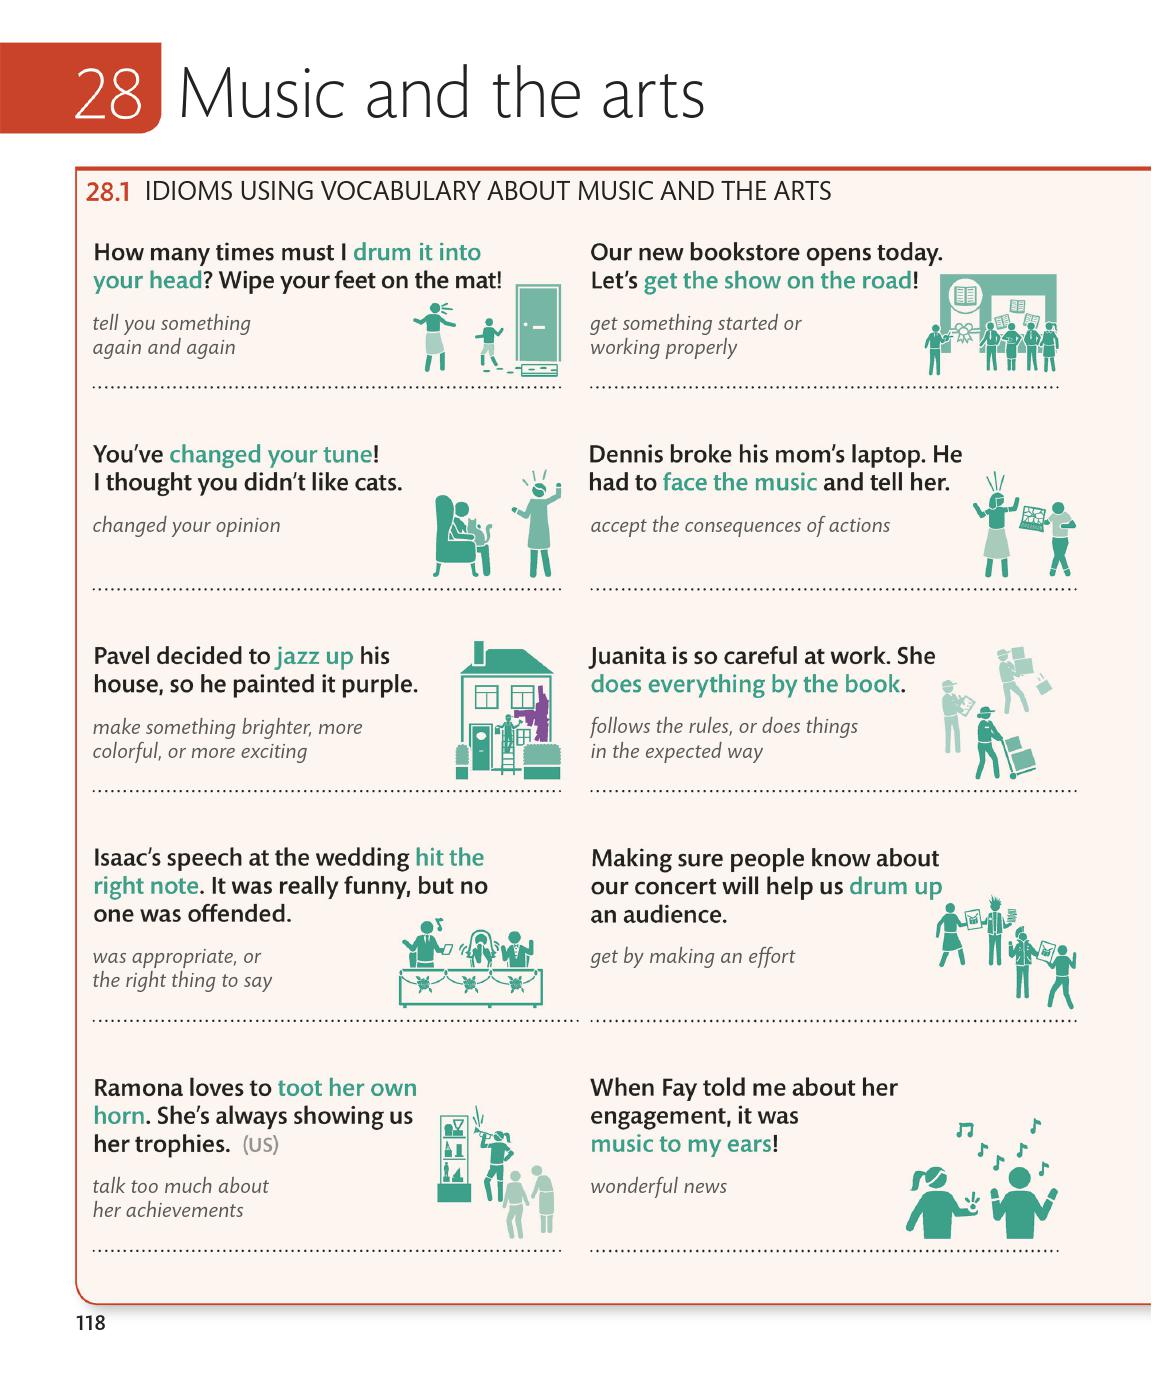 28 Music and the arts
28.1 IDIOMS USING VOCABULARY ABOUT MUSIC AND THE ARTS
How many times must I drum it into
your head? Wipe your feet on the mat!
tell you something
again and again
Our new bookstore opens today.
Let's get the show on the road!
get something started or
working properly
You've changed your tune!
I thought you didn't like cats.
changed your opinion
Dennis broke his mom's laptop. He
had to face the music and tell her.
accept the consequences of actions
Pavel decided to jazz up his
house, so he painted it purple.
make something brighter, more
colorful, or more exciting
Juanita is so careful at work. She
does everything by the book.
follows the rules, or does things
in the expected way
Isaac's speech at the wedding hit the
right note. It was really funny, but no
one was offended.
was appropriate, or
the right thing to say
Making sure people know about
our concert will help us drum up
an audience.
get by making an effort
Ramona loves to toot her own
horn. She's always showing us
her trophies. (US)
talk too much about
her achievements
When Fay told me about her
engagement, it was
music to my ears!
wonderful news
118